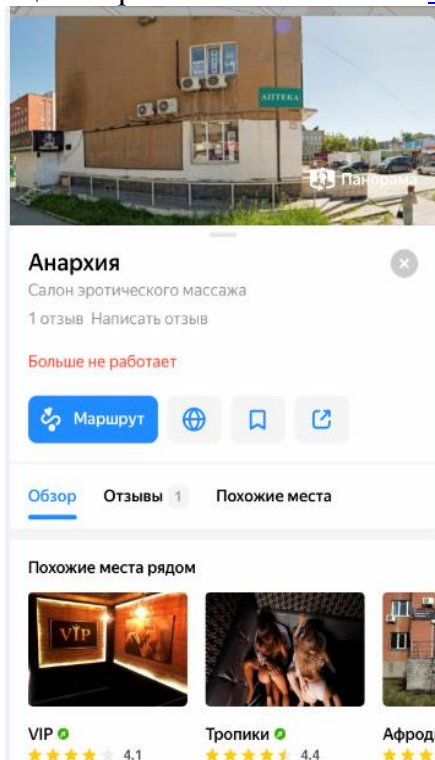 АПТЕКА
Панорама
Анархия
Салон эротического массажа
1 отзыв Написать отзыв
Больше не работает
Маршрут
Обзор Отзывы 1 Похожие места
Похожие места рядом
VIP
VIP Тропики
4.1 4.4